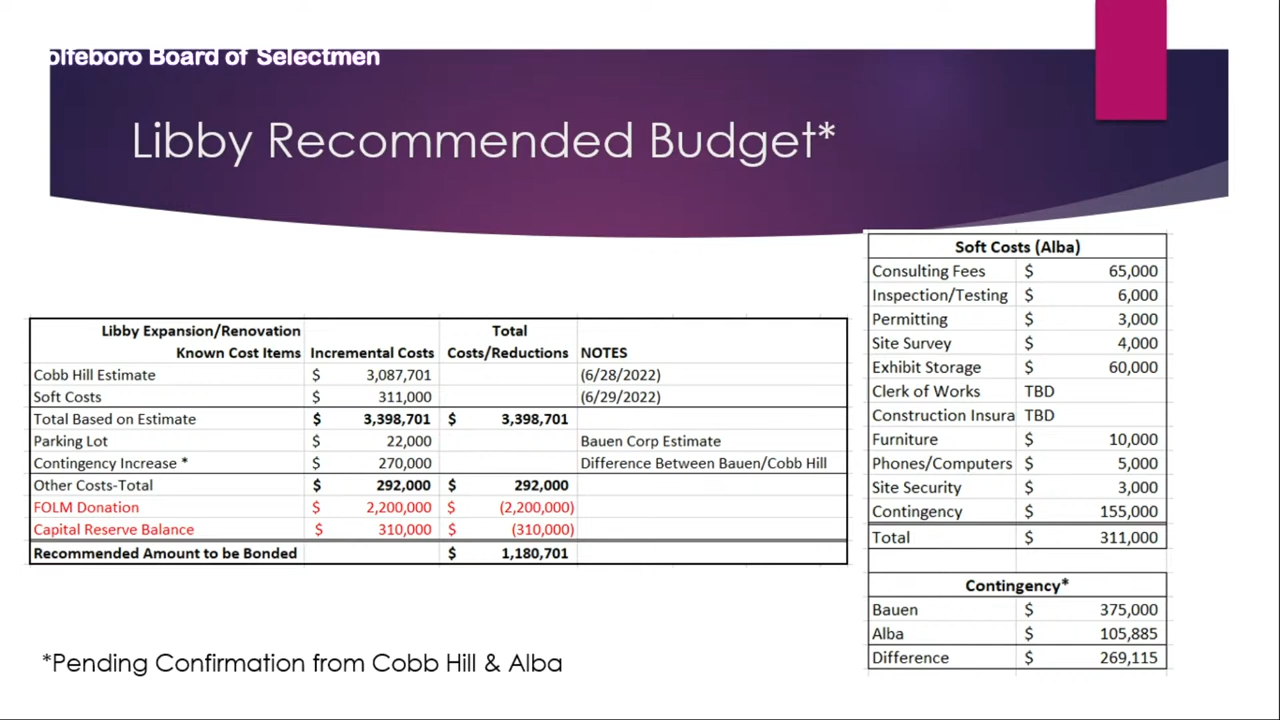 olfeboro Board of Selectmen
Libby Recommended Budget*
Libby Expansion/Renovation Total
Known Cost Items Incremental Costs Costs/Reductions NOTES
Cobb Hill Estimate $ 3,087,701 (6/28/2022)
Soft Costs $ 311,000 (6/29/2022)
Total Based on Estimate $ 3,398,701 $ 3,398,701
Parking Lot $ 22,000 Bauen Corp Estimate
Contingency Increase * $ 270,000 Difference Between Bauen/Cobb Hill
Other Costs-Total $ 292,000 $ 292,000
FOLM Donation $ 2,200,000 $ (2,200,000)
Capital Reserve Balance $ 310,000 $ (310,000)
Recommended Amount to be Bonded $ 1,180,701
Soft Costs (Alba)
Consulting Fees $ 65,000
Inspection/Testing $ 6,000
Permitting $ 3,000
Site Survey $ 4,000
Exhibit Storage $ 60,000
Clerk of Works TBD
Construction Insura TBD
Furniture $ 10,000
Phones/Computers $ 5,000
Site Security $ 3,000
Contingency $ 155,000
Total $ 311,000
Contingency*
Bauen $ 375,000
Alba $ 105,885
Difference $ 269,115
*Pending Confirmation from Cobb Hill & Alba